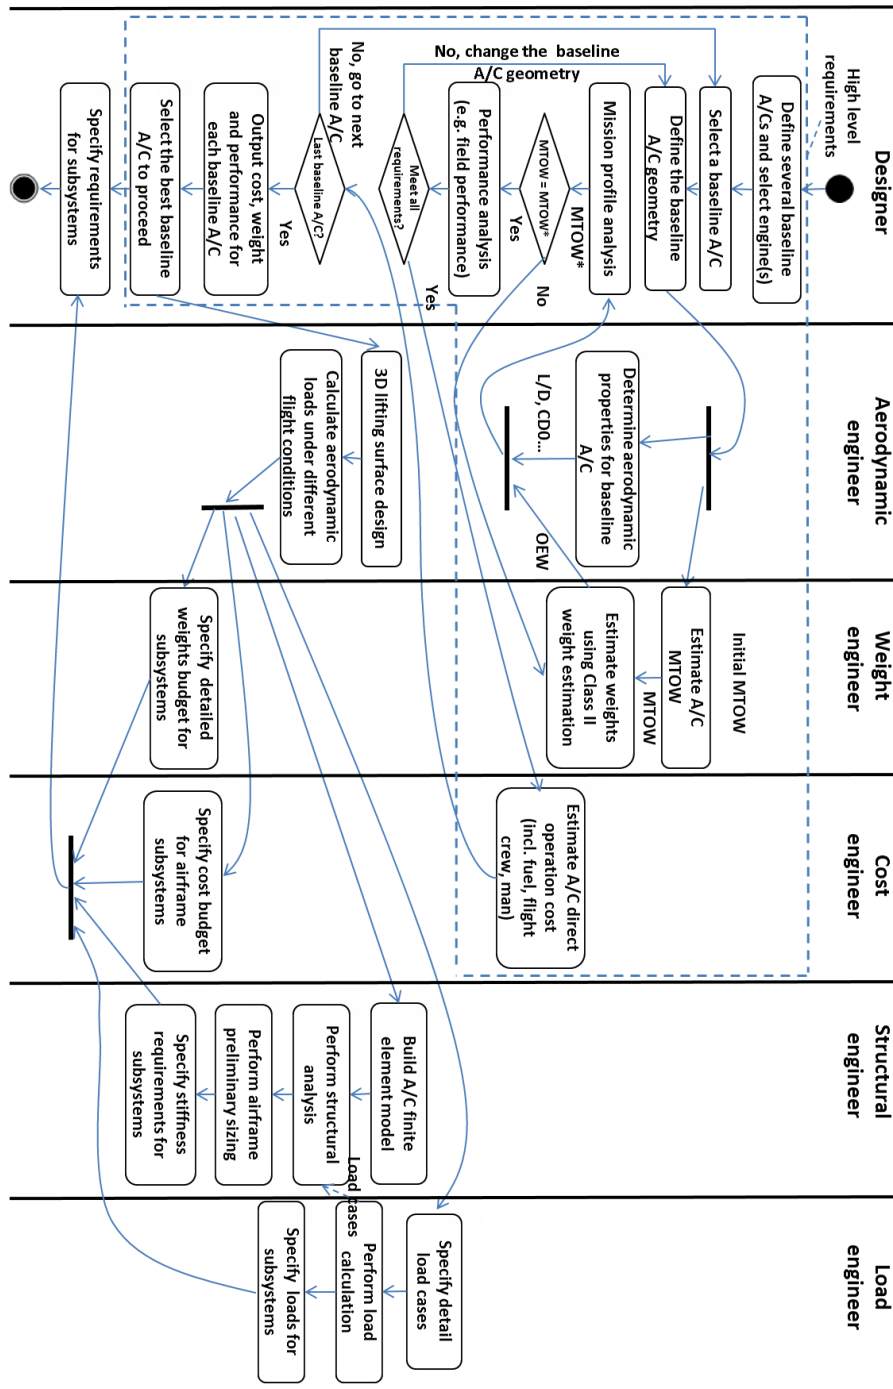 Designer
High level
requirements
Define several baseline
A/Cs and select engine(s)
Select a baseline A/C
Define the baseline
A/C geometry
Mission profile analysis
MTOW*
MTOW = MTOW*
No
Yes
Performance analysis
(e.g. field performance)
No, change the baseline
A/C geometry
Meet all
requirements?
Yes
No, go to next
baseline A/C
Last baseline A/C?
Yes
Output cost, weight
and performance for
each baseline A/C
Select the best baseline
A/C to proceed
Specify requirements
for subsystems
Aerodynamic
engineer
Determine aerodynamic
properties for baseline
A/C
L/D, CD0...
OEW
3D lifting surface design
Calculate aerodynamic
loads under different
flight conditions
Weight
engineer
Initial MTOW
Estimate A/C
MTOW
MTOW
Estimate weights
using Class II
weight estimation
Specify detailed
weights budget for
subsystems
Cost
engineer
Estimate A/C direct
operation cost
(incl. fuel, flight
crew, man)
Specify cost budget
for airframe
subsystems
Structural
engineer
Build A/C finite
element model
Perform structural
analysis
Perform airframe
preliminary sizing
Specify stiffness
requirements for
subsystems
Load
engineer
Specify detail
load cases
Load cases
Perform load
calculation
Specify loads for
subsystems